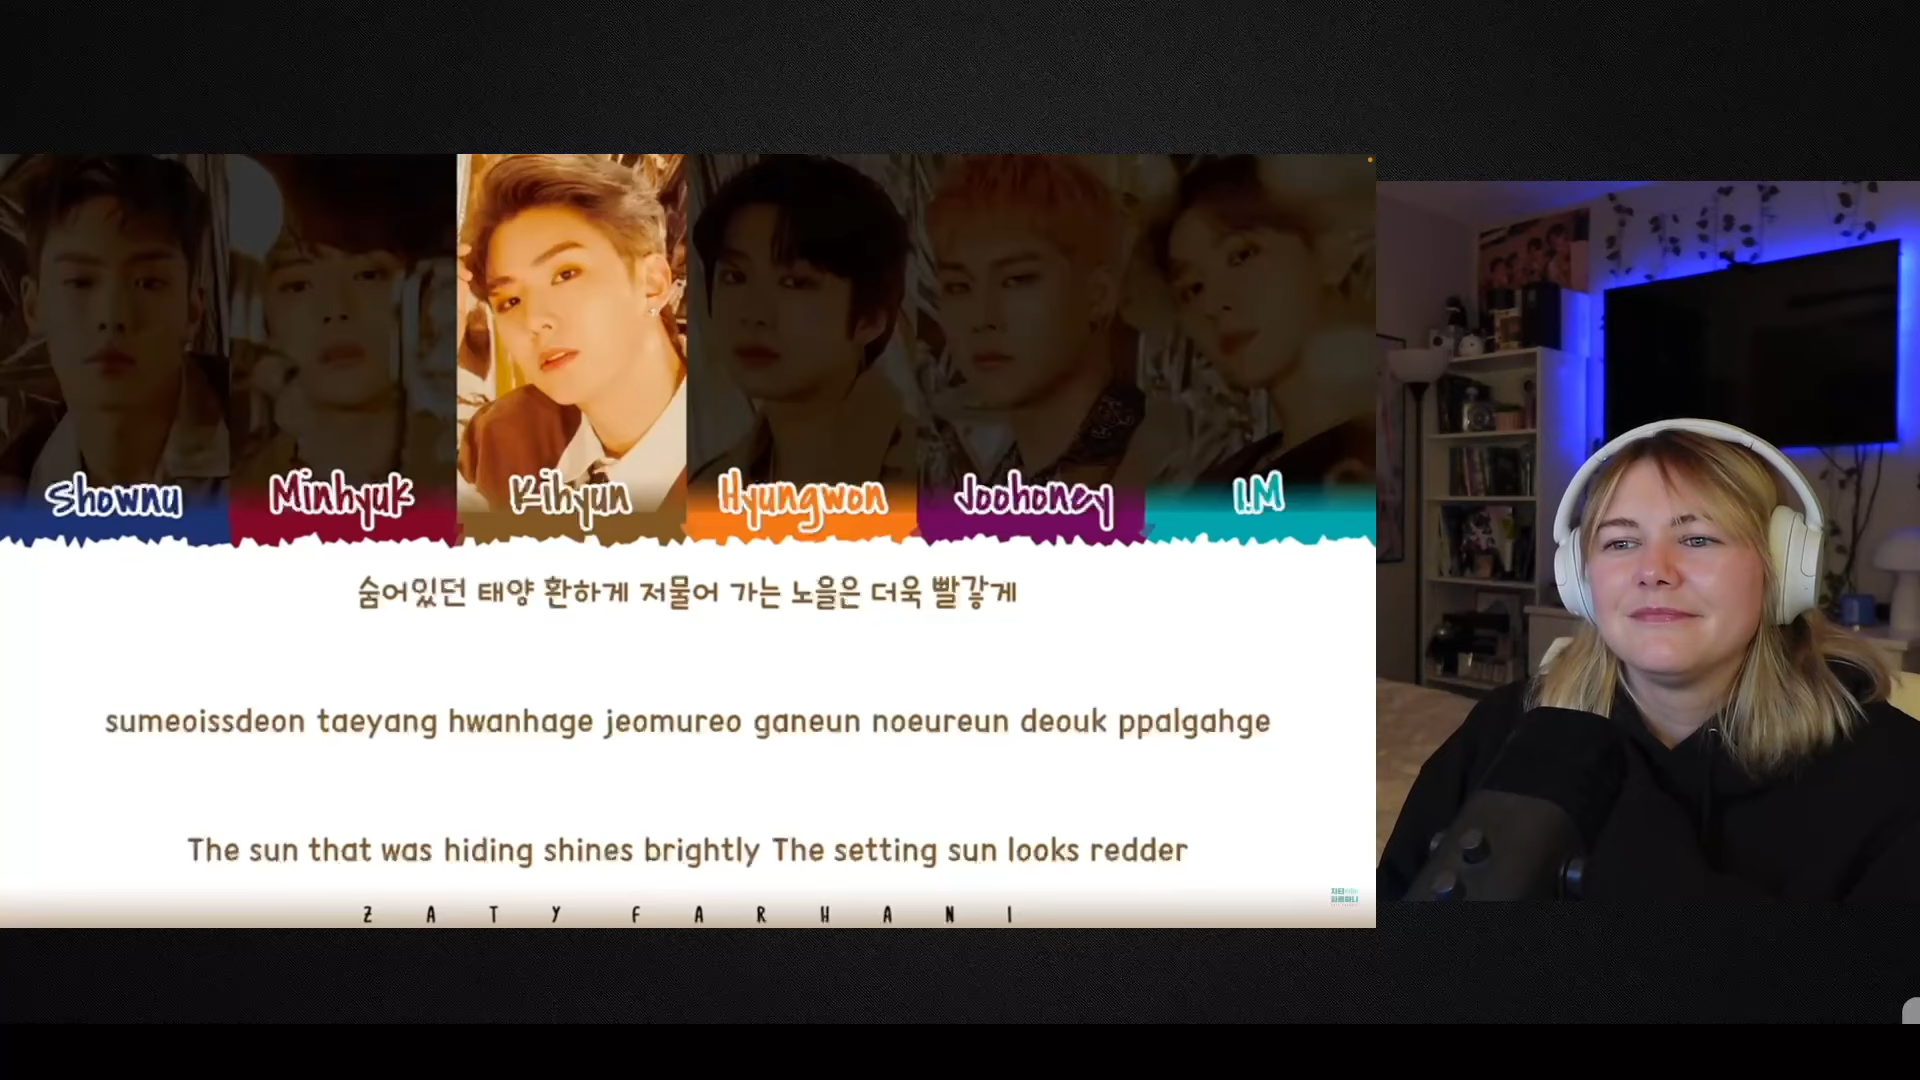 Shownu
Minhyuk
Kihyun
Hyungwon
Joohoney
I.M
숨어있던 태양 환하게 저물어 가는 노을은 더욱 빨갛게
sumeoissdeon taeyang hwanhage jeomureo ganeun noeureun deouk ppalgahge
The sun that was hiding shines brightly The setting sun looks redder
ZATY FARHANI